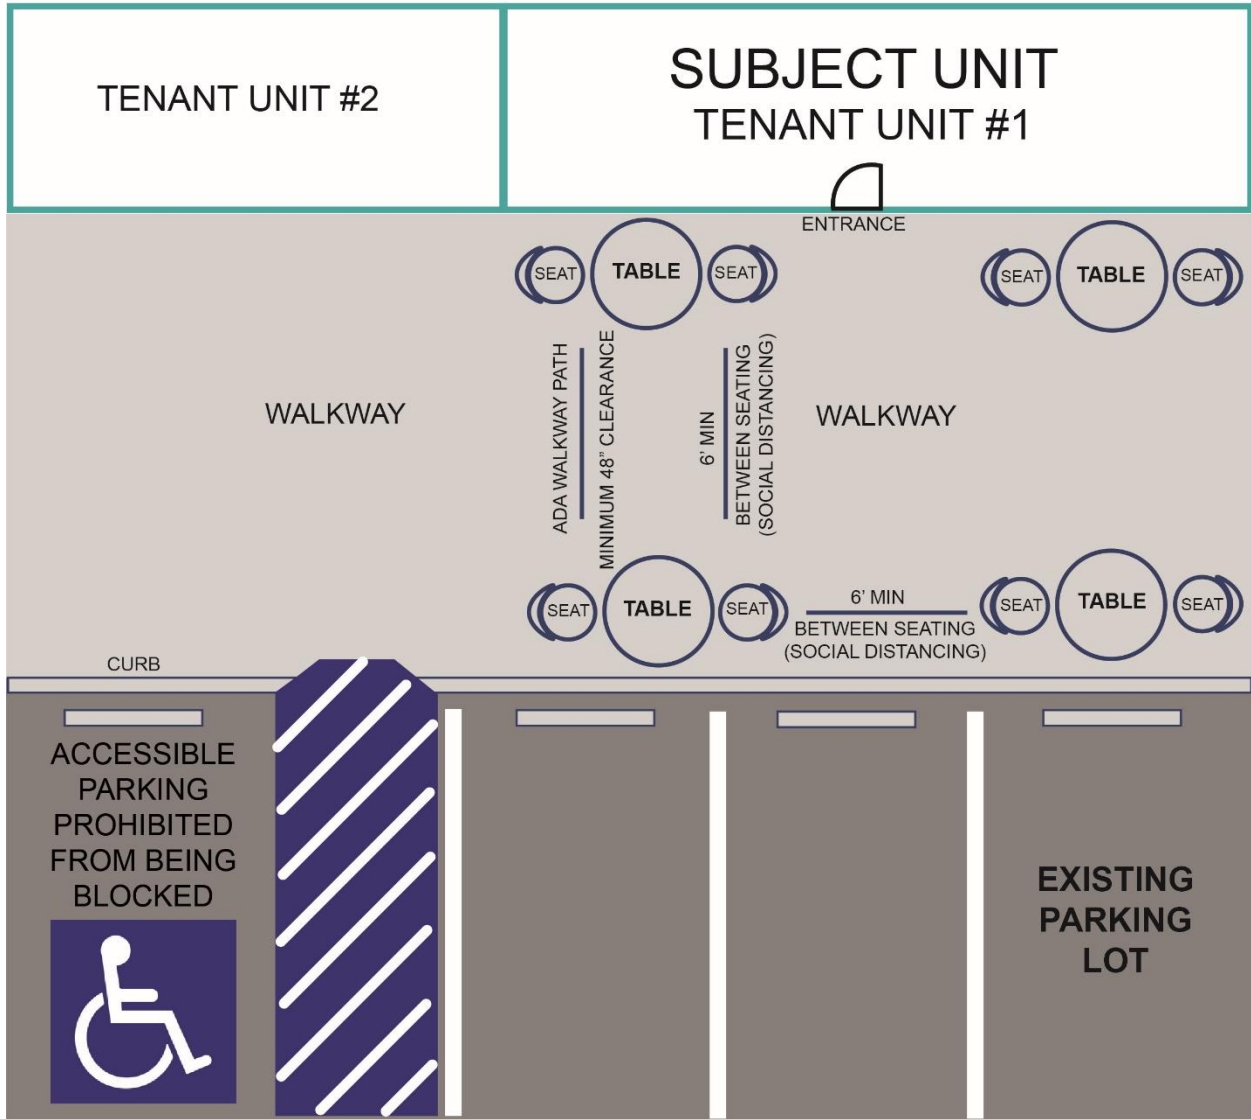 TENANT UNIT #2
SUBJECT UNIT
TENANT UNIT #1
ENTRANCE
SEAT
TABLE
SEAT
SEAT
TABLE
SEAT
WALKWAY
ADA WALKWAY PATH
MINIMUM 48" CLEARANCE
6' MIN
BETWEEN SEATING
(SOCIAL DISTANCING)
WALKWAY
SEAT
TABLE
SEAT
6' MIN
BETWEEN SEATING
(SOCIAL DISTANCING)
SEAT
TABLE
SEAT
CURB
ACCESSIBLE
PARKING
PROHIBITED
FROM BEING
BLOCKED
EXISTING
PARKING
LOT